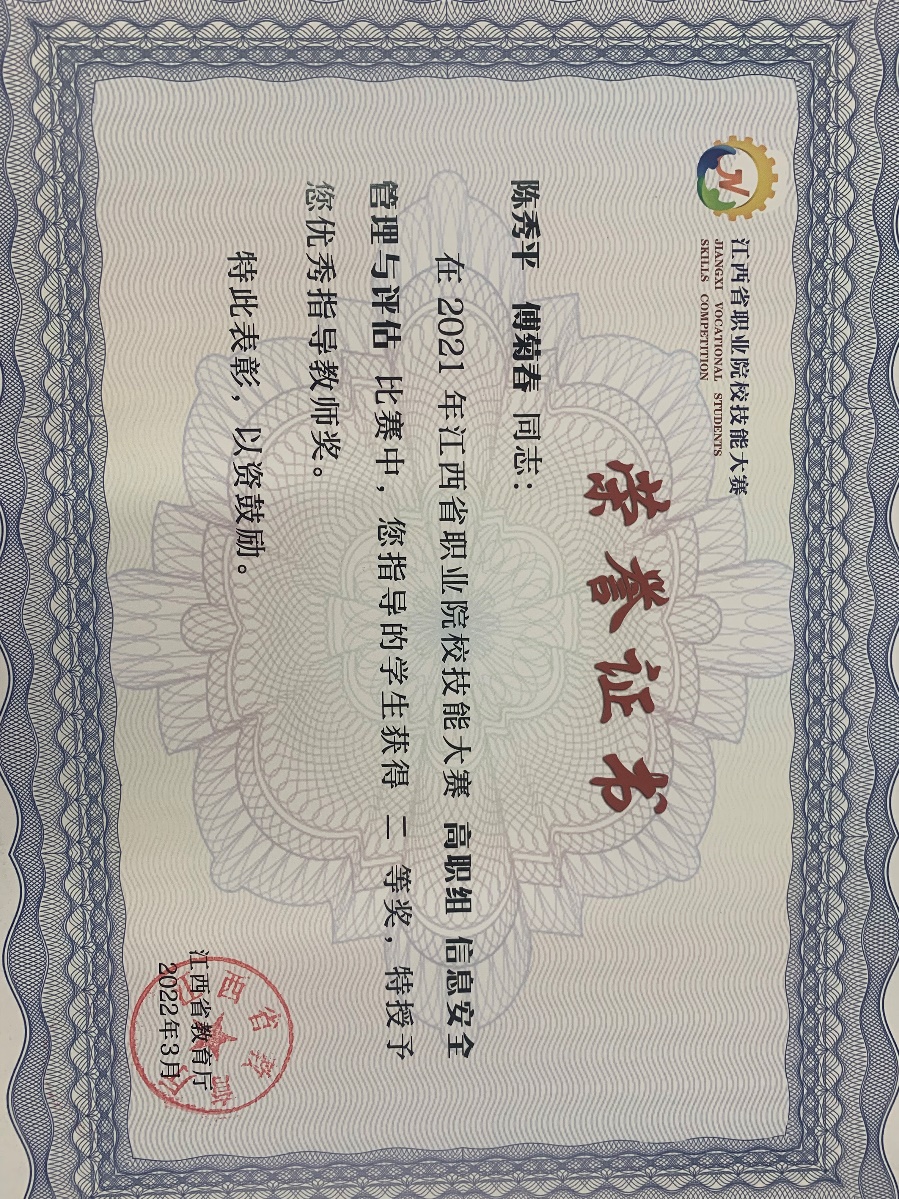 江西省职业院校技能大赛
JIANGXI VOCATIONAL STUDENTS
SKILLS COMPETITION
荣誉证书
陈秀平 傅菊春 同志：
在 2021 年江西省职业院校技能大赛 高职组 信息安全
管理与评估 比赛中，您指导的学生获得 二 等奖，特授予
您优秀指导教师奖。
特此表彰，以资鼓励。
江西省教育厅
2022年3月